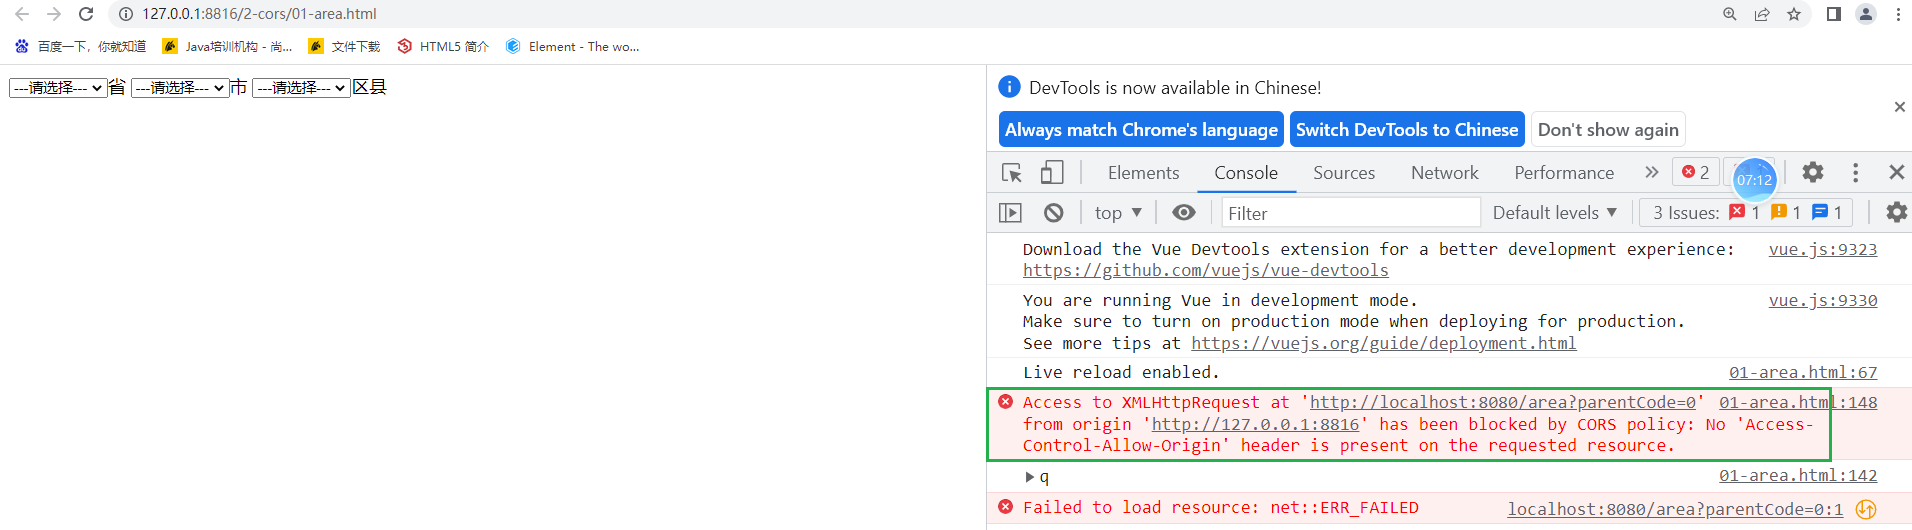 127.0.0.1:8816/2-cors/01-area.html
百度一下，你就知道 Java培训机构 - 尚... 文件下载 HTML5 简介 Element - The wo...
---请选择---省 ---请选择---市 ---请选择---区县
DevTools is now available in Chinese!
Always match Chrome's language Switch DevTools to Chinese Don't show again
Elements Console Sources Network Performance 2 07:12
top Filter Default levels 3 Issues: 1 1 1
Download the Vue Devtools extension for a better development experience: vue.js:9323
https://github.com/vuejs/vue-devtools
You are running Vue in development mode. vue.js:9330
Make sure to turn on production mode when deploying for production.
See more tips at https://vuejs.org/guide/deployment.html
Live reload enabled. 01-area.html:67
Access to XMLHttpRequest at 'http://localhost:8080/area?parentCode=0' 01-area.html:148
from origin 'http://127.0.0.1:8816' has been blocked by CORS policy: No 'Access-
Control-Allow-Origin' header is present on the requested resource.
q 01-area.html:142
Failed to load resource: net::ERR_FAILED localhost:8080/area?parentCode=0:1